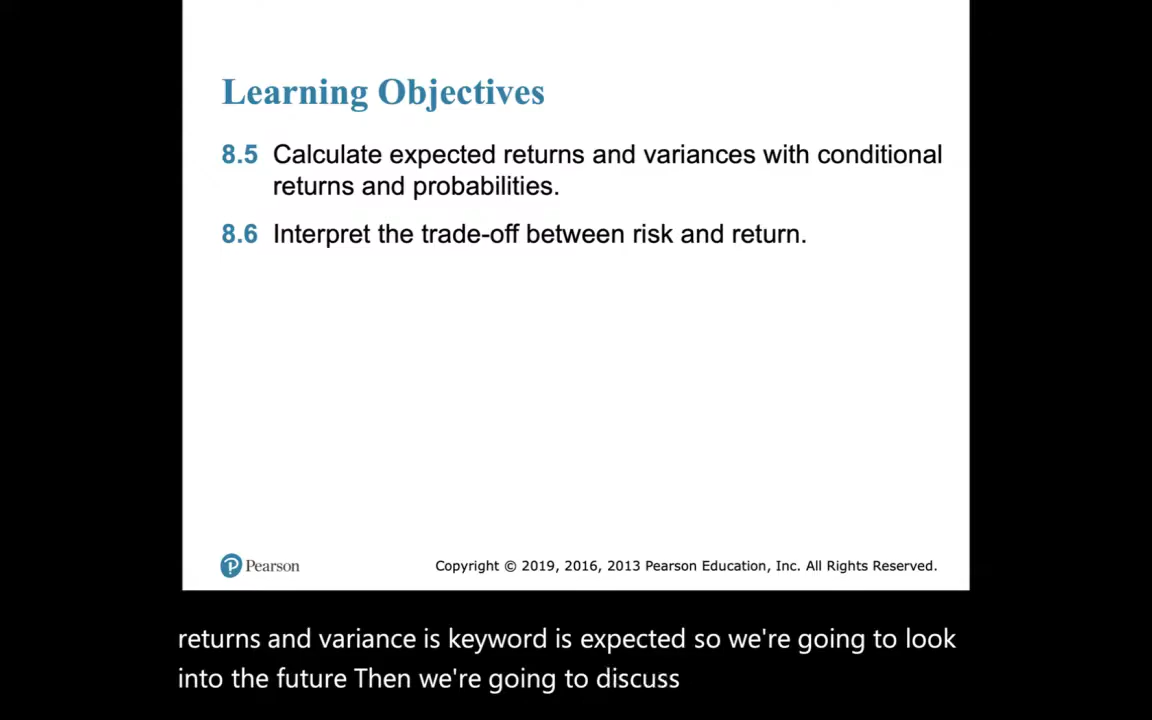 Learning Objectives
8.5 Calculate expected returns and variances with conditional
returns and probabilities.
8.6 Interpret the trade-off between risk and return.
Pearson
Copyright © 2019, 2016, 2013 Pearson Education, Inc. All Rights Reserved.
returns and variance is keyword is expected so we're going to look
into the future Then we're going to discuss